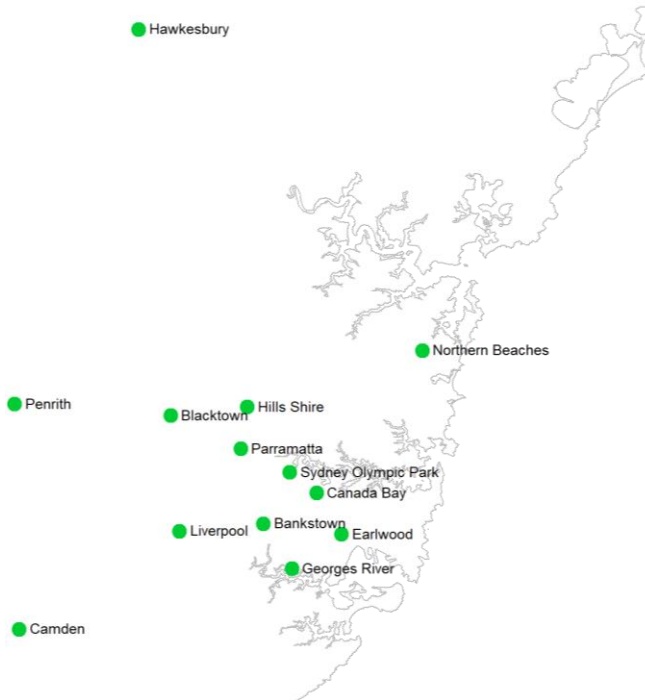 Hawkesbury
Northern Beaches
Penrith
Hills Shire
Blacktown
Parramatta
Sydney Olympic Park
Canada Bay
Bankstown
Liverpool
Earlwood
Georges River
Camden